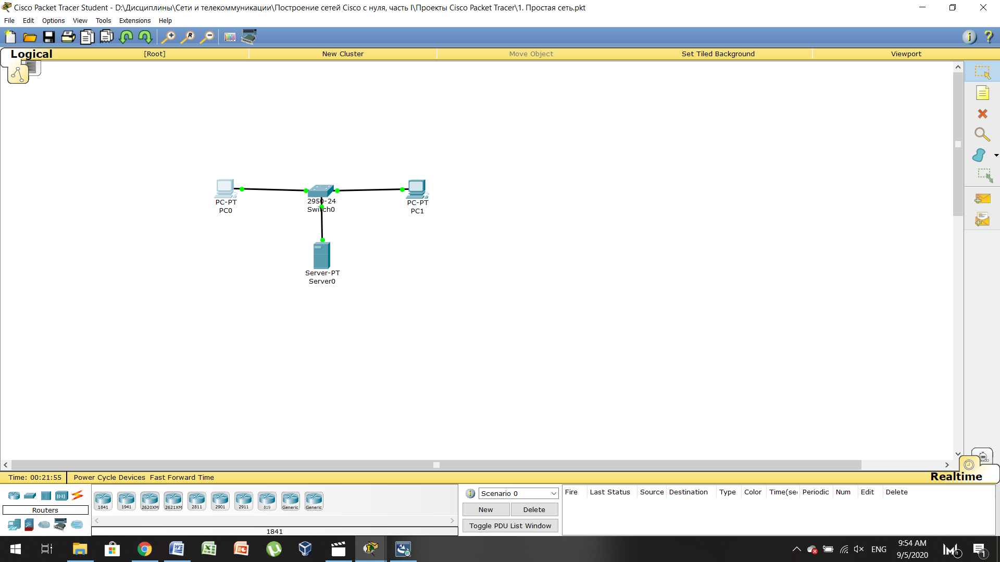 Cisco Packet Tracer Student - D:\Дисциплины\Сети и телекоммуникации\Построение сетей Cisco с нуля, часть I\Проекты Cisco Packet Tracer\1. Простая сеть.pkt
File Edit Options View Tools Extensions Help
Logical [Root] New Cluster Move Object Set Tiled Background Viewport
PC-PT
PC0
2950-24
Switch0
PC-PT
PC1
Server-PT
Server0
Time: 00:21:55 Power Cycle Devices Fast Forward Time Realtime
Routers
1841 1941 2620XM 2621XM 2811 2901 2911 819 Generic Generic
1841
Scenario 0
New Delete
Toggle PDU List Window
Fire Last Status Source Destination Type Color Time(se Periodic Num Edit Delete
ENG
9:54 AM
9/5/2020
1
1